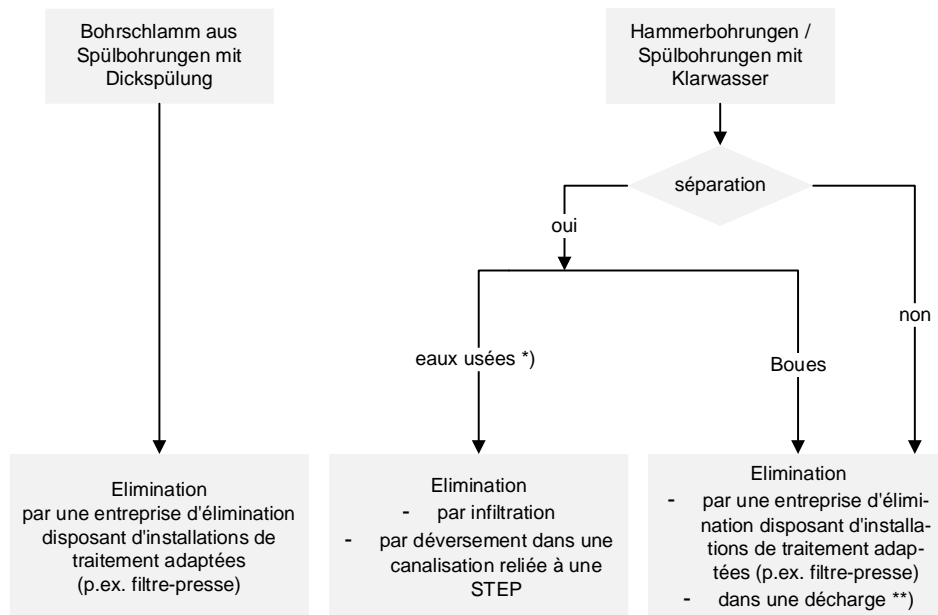 Bohrschlamm aus
Spülbohrungen mit
Dickspülung
Hammerbohrungen /
Spülbohrungen mit
Klarwasser
séparation
oui
non
eaux usées *)
Boues
Elimination
par une entreprise d'élimination
disposant d'installations de
traitement adaptées
(p.ex. filtre-presse)
Elimination
- par infiltration
- par déversement dans une
canalisation reliée à une
STEP
Elimination
- par une entreprise d'élimi-
nation disposant d'installa-
tions de traitement adap-
tées (p.ex. filtre-presse)
- dans une décharge **)